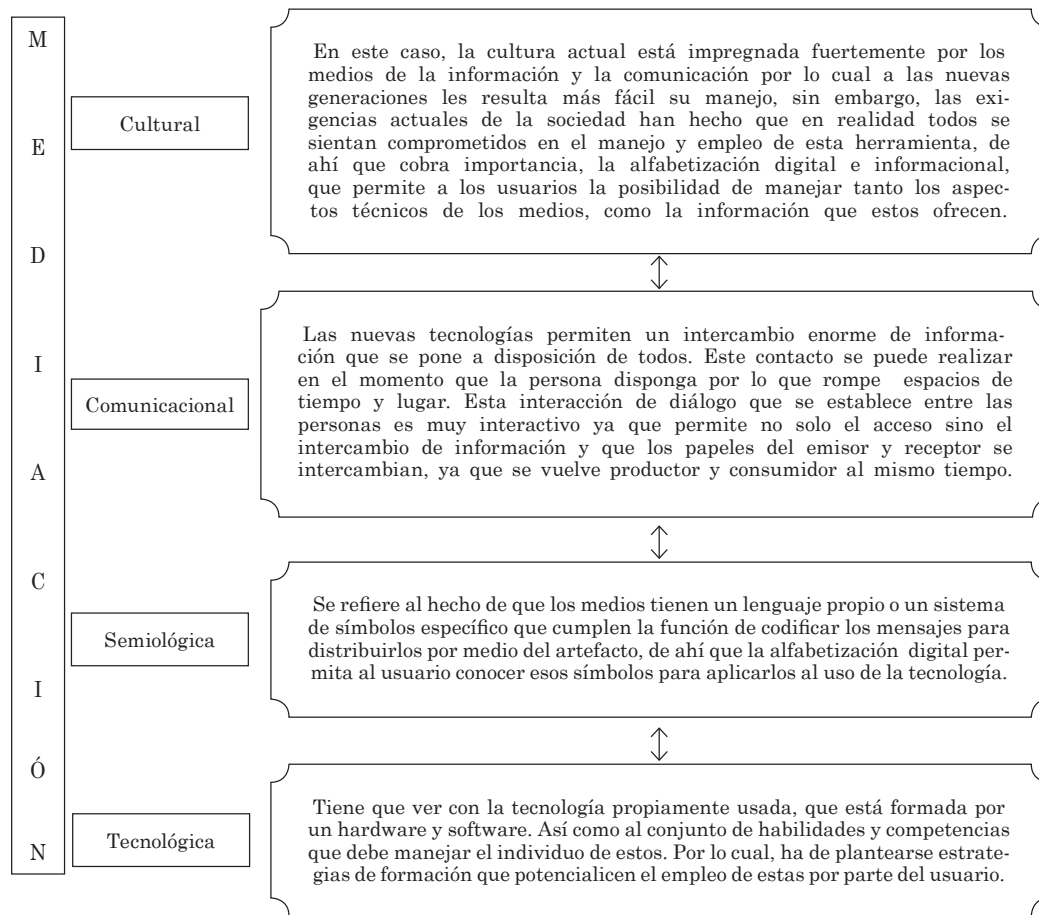 M
E
D
I
A
C
I
Ó
N
Cultural
En este caso, la cultura actual está impregnada fuertemente por los
medios de la información y la comunicación por lo cual a las nuevas
generaciones les resulta más fácil su manejo, sin embargo, las exi-
gencias actuales de la sociedad han hecho que en realidad todos se
sientan comprometidos en el manejo y empleo de esta herramienta, de
ahí que cobra importancia, la alfabetización digital e informacional,
que permite a los usuarios la posibilidad de manejar tanto los aspec-
tos técnicos de los medios, como la información que estos ofrecen.
Comunicacional
Las nuevas tecnologías permiten un intercambio enorme de informa-
ción que se pone a disposición de todos. Este contacto se puede realizar
en el momento que la persona disponga por lo que rompe espacios de
tiempo y lugar. Esta interacción de diálogo que se establece entre las
personas es muy interactivo ya que permite no solo el acceso sino el
intercambio de información y que los papeles del emisor y receptor se
intercambian, ya que se vuelve productor y consumidor al mismo tiempo.
Semiológica
Se refiere al hecho de que los medios tienen un lenguaje propio o un sistema
de símbolos específico que cumplen la función de codificar los mensajes para
distribuirlos por medio del artefacto, de ahí que la alfabetización digital per-
mita al usuario conocer esos símbolos para aplicarlos al uso de la tecnología.
Tecnológica
Tiene que ver con la tecnología propiamente usada, que está formada por
un hardware y software. Así como al conjunto de habilidades y competencias
que debe manejar el individuo de estos. Por lo cual, ha de plantearse estrate-
gias de formación que potencialicen el empleo de estas por parte del usuario.